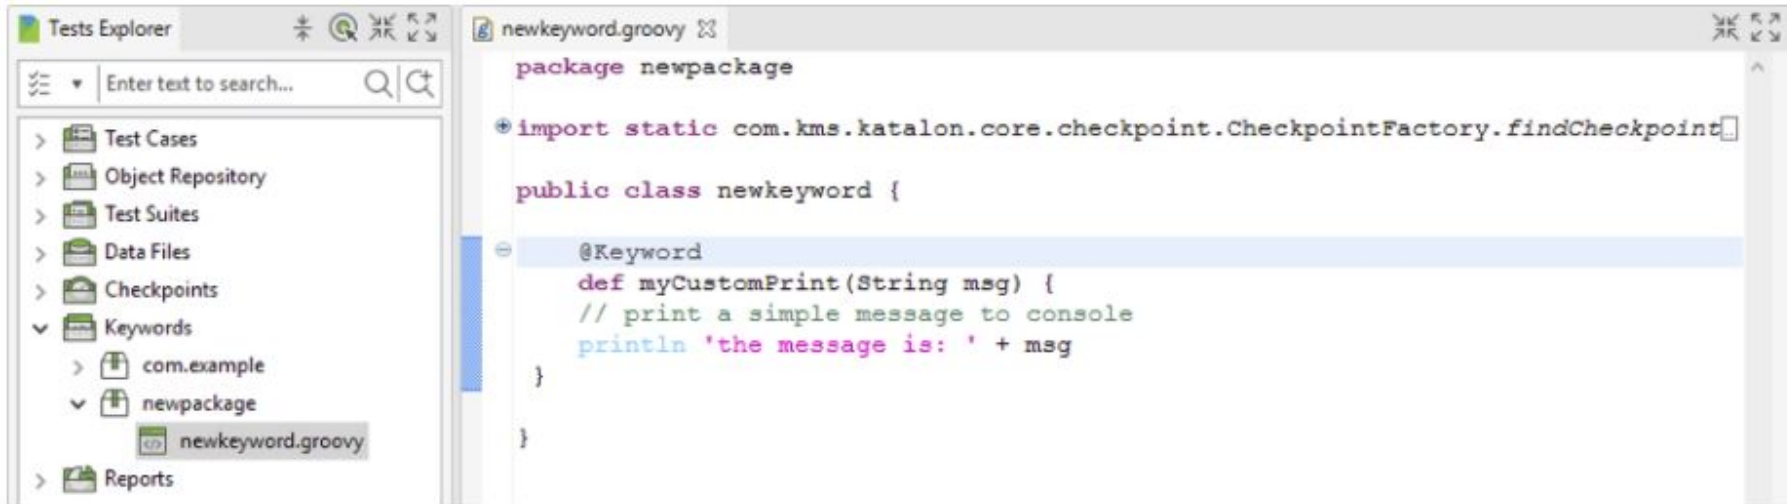 Tests Explorer
Enter text to search...
Test Cases
Object Repository
Test Suites
Data Files
Checkpoints
Keywords
com.example
newpackage
newkeyword.groovy
Reports
newkeyword.groovy
package newpackage
import static com.kms.katalon.core.checkpoint.CheckpointFactory.findCheckpoint
public class newkeyword {
@Keyword
def myCustomPrint(String msg) {
// print a simple message to console
println 'the message is: ' + msg
}
}